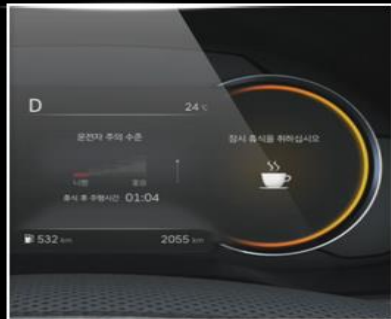 D
24 ℃
운전자 주의 수준
나쁨 좋음
휴식 후 주행시간 01:04
532 km
2055 km
잠시 휴식을 취하십시오